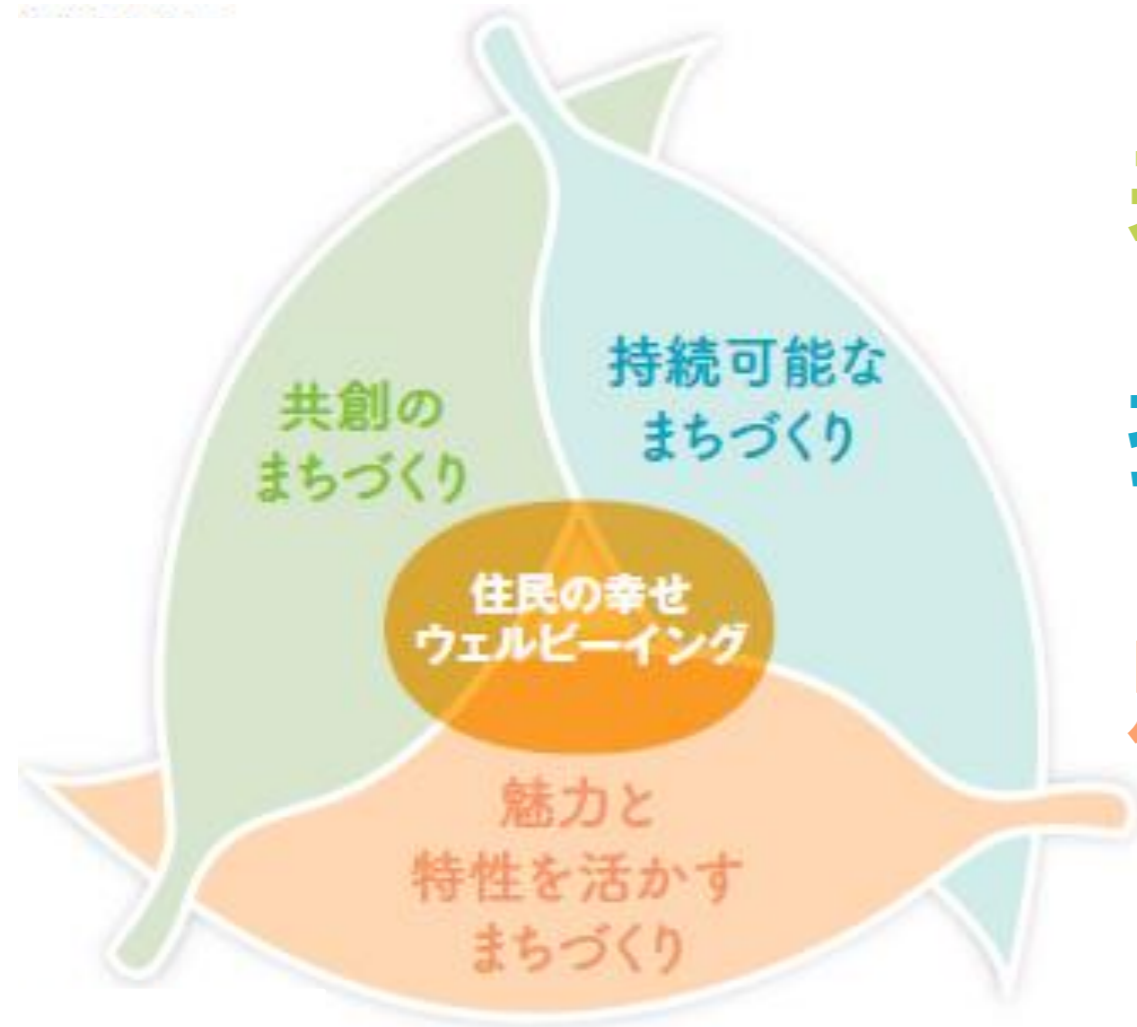 共創の
まちづくり
持続可能な
まちづくり
住民の幸せ
ウェルビーイング
魅力と
特性を活かす
まちづくり